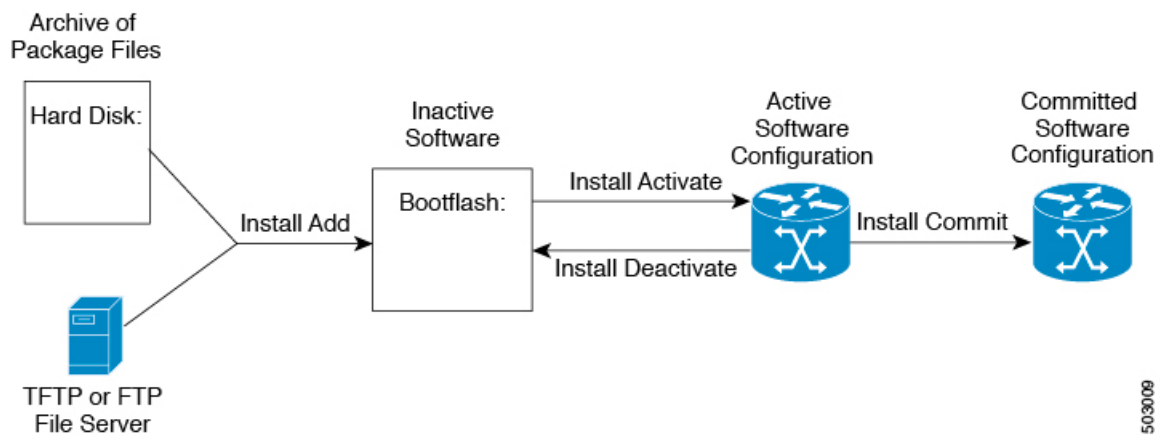 Archive of
Package Files
Hard Disk:
TFTP or FTP
File Server
Install Add
Inactive
Software
Bootflash:
Install Activate
Install Deactivate
Active
Software
Configuration
Install Commit
Committed
Software
Configuration
503009